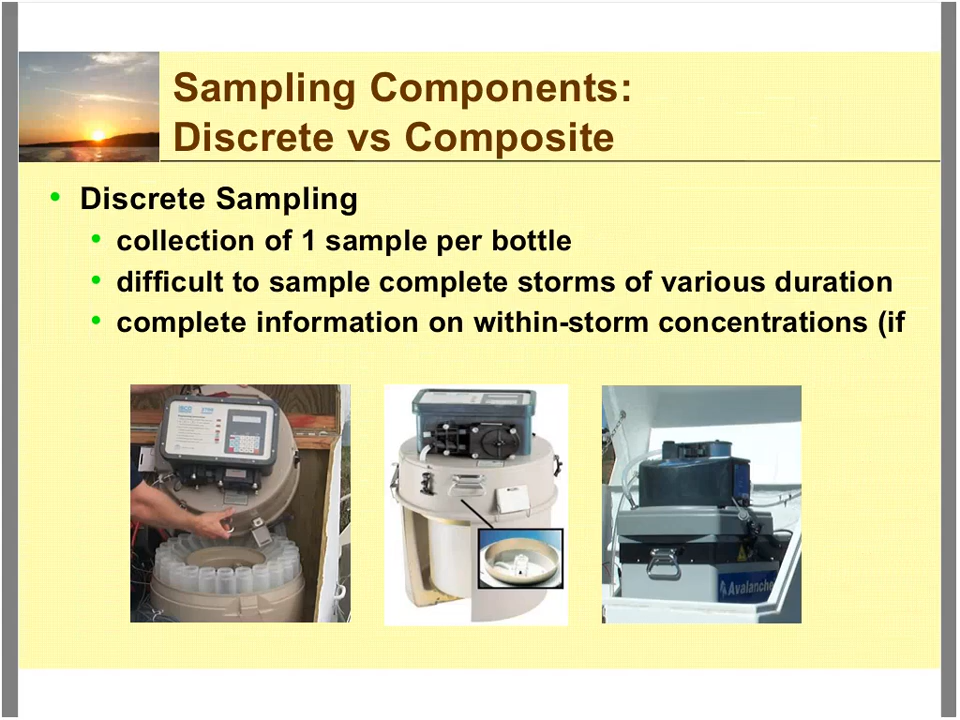 Sampling Components:
Discrete vs Composite
• Discrete Sampling
• collection of 1 sample per bottle
• difficult to sample complete storms of various duration
• complete information on within-storm concentrations (if
Avalanche